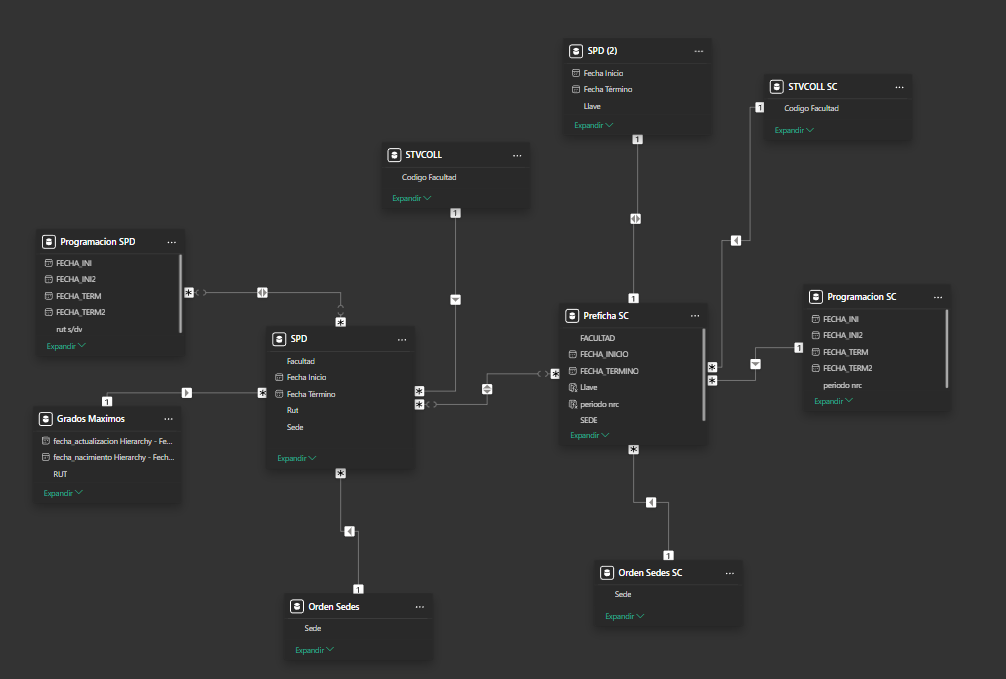 SPD (2)
Fecha Inicio
Fecha Término
Llave
Expandir
1
STVCOLL SC
Codigo Facultad
Expandir
1
STVCOLL
Codigo Facultad
Expandir
1
Programacion SPD
FECHA_INI
FECHA_INI2
FECHA_TERM
FECHA_TERM2
rut s/dv
Expandir
*
*
SPD
Facultad
Fecha Inicio
Fecha Término
Rut
Sede
Expandir
*
*
*
*
1
Preficha SC
FACULTAD
FECHA_INICIO
FECHA_TERMINO
Llave
periodo nrc
SEDE
Expandir
*
*
*
*
1
Programacion SC
FECHA_INI
FECHA_INI2
FECHA_TERM
FECHA_TERM2
periodo nrc
Expandir
1
1
Grados Maximos
fecha_actualizacion Hierarchy - Fe...
fecha_nacimiento Hierarchy - Fech...
RUT
Expandir
1
Orden Sedes
Sede
Expandir
1
Orden Sedes SC
Sede
Expandir